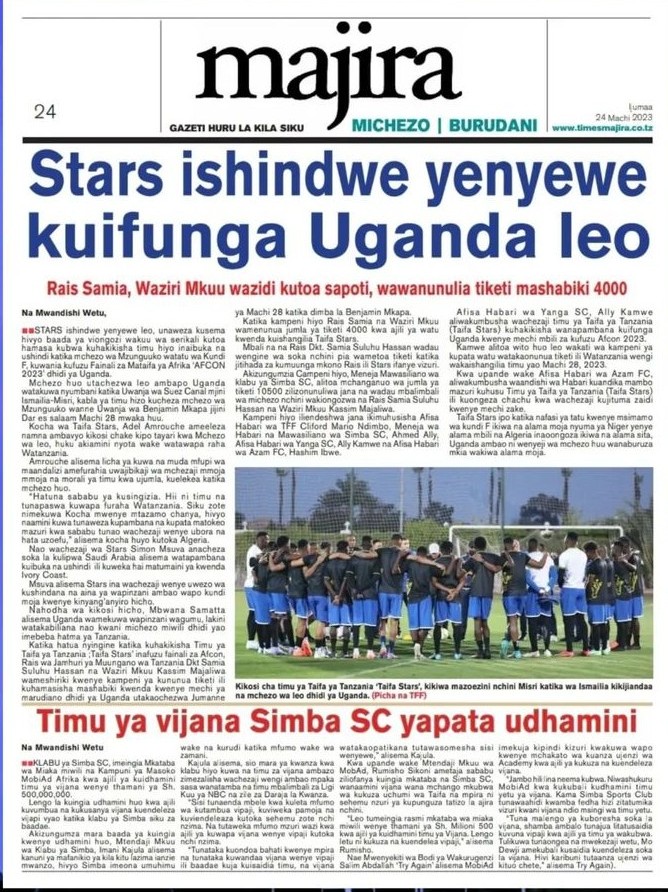 24
majira
GAZETI HURU LA KILA SIKU
MICHEZO | BURUDANI
Ijumaa
24 Machi 2023
www.timesmajira.co.tz
Stars ishindwe yenyewe
kuifunga Uganda leo
Rais Samia, Waziri Mkuu wazidi kutoa sapoti, wawanunulia tiketi mashabiki 4000
Na Mwandishi Wetu,
STARS ishindwe yenyewe leo, unaweza kusema
hivyo baada ya viongozi wakuu wa serikali kutoa
hamasa kubwa kuhakikisha timu hiyo inaibuka na
ushindi katika mchezo wa Mzunguuko watatu wa Kundi
F, kuwania kufuzu Fainali za Mataifa ya Afrika 'AFCON
2023' dhidi ya Uganda.
Mchezo huo utachezwa leo ambapo Uganda
watakuwa nyumbani katika Uwanja wa Suez Canal mjini
Ismailia-Misri, kabla ya timu hizo kucheza mchezo wa
Mzunguko wanne Uwanja wa Benjamin Mkapa jijini
Dar es salaam Machi 28 mwaka huu.
Kocha wa Taifa Stars, Adel Amrouche ameeleza
namna ambavyo kikosi chake kipo tayari kwa Mchezo
wa leo, huku akiamini nyota wake watawapa raha
Watanzania.
Amrouche alisema licha ya kuwa na muda mfupi wa
maandalizi amefurahia uwajibikaji wa mchezaji mmoja
mmoja na morali ya timu kwa ujumla, kuelekea katika
mchezo huo.
"Hatuna sababu ya kusingizia. Hii ni timu na
tunapaswa kuwapa furaha Watanzania. Siku zote
nimekuwa Kocha mwenye mtazamo chanya, hivyo
naamini kuwa tunaweza kupambana na kupata matokeo
mazuri kwa sababu tunao wachezaji wenye ubora na
hata uzoefu," alisema kocha huyo kutoka Algeria.
Nao wachezaji wa Stars Simon Msuva anacheza
soka la kulipwa Saudi Arabia alisema watapambana
kuibuka na ushindi ili kuweka hai matumaini ya kwenda
Ivory Coast.
Msuva alisema Stars ina wachezaji wenye uwezo wa
kushindana na aina ya wapinzani ambao wapo kundi
moja kwenye kinyang'anyiro hicho.
Nahodha wa kikosi hicho, Mbwana Samatta
alisema Uganda wamekuwa wapinzani wagumu, lakini
watakabiliana nao kwani michezo miwili dhidi yao
imebeba hatma ya Tanzania.
Katika hatua nyingine katika kuhakikisha Timu ya
Taifa ya Tanzania ;Taifa Stars' inafuzu fainali za Afcon,
Rais wa Jamhuri ya Muungano wa Tanzania Dkt Samia
Suluhu Hassan na Waziri Mkuu Kassim Majaliwa
wameshiriki kwenye kampeni ya kununua tiketi ili
kuhamasisha mashabiki kwenda kwenye mechi ya
marudiano dhidi ya Uganda utakaochezwa Jumanne
ya Machi 28 katika dimba la Benjamin Mkapa.
Katika kampeni hiyo Rais Samia na Waziri Mkuu
wamenunua jumla ya tiketi 4000 kwa ajili ya watu
kwenda kuishangilia Taifa Stars.
Mbali na na Rais Dkt. Samia Suluhu Hassan wadau
wengine wa soka nchini pia wametoa tiketi katika
jitihada za kumuunga mkono Rais ili Stars ifanye vizuri.
Akizungumzia Campeni hiyo, Meneja Mawasiliano wa
klabu ya Simba SC, alitoa mchanganuo wa jumla ya
tiketi 10500 zilizonunuliwa jana na wadau mbalimbali
wa michezo nchini wakiongozwa na Rais Samia Suluhu
Hassan na Waziri Mkuu Kassim Majaliwa.
Kampeni hiyo iliendeshwa jana ikimuhusisha Afisa
Habari wa TFF Cliford Mario Ndimbo, Meneja wa
Habari na Mawasiliano wa Simba SC, Ahmed Ally,
Afisa Habari wa Yanga SC, Ally Kamwe na Afisa Habari
wa Azam FC, Hashim Ibwe.
Afisa Habari wa Yanga SC, Ally Kamwe
aliwakumbusha wachezaji timu ya Taifa ya Tanzania
(Taifa Stars) kuhakikisha wanapambana kuifunga
Uganda kwenye mechi mbili za kufuzu Afcon 2023.
Kamwe alitoa wito huo leo wakati wa kampeni ya
kupata watu watakaonunua tiketi ili Watanzania wengi
wakaishangilia timu yao Machi 28, 2023.
Kwa upande wake Afisa Habari wa Azam FC,
aliwakumbusha waandishi wa Habari kuandika mambo
mazuri kuhusu Timu ya Taifa ya Tanzania (Taifa Stars)
ili kuongeza chachu kwa wachezaji kujituma zaidi
kwenye mechi zake.
Taifa Stars ipo katika nafasi ya tatu kwenye msimamo
wa kundi F ikiwa na alama moja nyuma ya Niger yenye
alama mbili na Algeria inaoongoza ikiwa na alama sita,
Uganda ambao ni wenyeji wa mchezo huu wanaburuza
mkia wakiwa alama moja.
Kikosi cha timu ya Taifa ya Tanzania 'Taifa Stars', kikiwa mazoezini nchini Misri katika wa Ismailia kikijiandaa
na mchezo wa leo dhidi ya Uganda. (Picha na TFF)
Timu ya vijana Simba SC yapata udhamini
Na Mwandishi Wetu
KLABU ya Simba SC, imeingia Mkataba
wa Miaka miwili na Kampuni ya Masoko
MobiAd Afrika kwa ajili ya kuidhamini
timu ya vijana wenye thamani ya Sh.
500,000,000.
Lengo la kuingia udhamini huo kwa ajili
kuvumbua na kukusanya vijana wenye
vijapi vyao katika klabu ya Simba siku za
baadae.
Akizungumza mara baada ya kuingia
kwenye udhamini huo, Mtendaji Mkuu
wa Klabu ya Simba, Imani Kajula alisema
kanuni ya mafanikio ya kila kitu lazima ianzie
mwanzo, hivyo Simba imeona umuhimu
wake na kurudi katika mfumo wake wa
zamani.
Kajula alisema, sio mara ya kwanza kwa
klabu hiyo kuwa na timu za vijana ambazo
zimezalisha wachezaji wengi ambao mpaka
sasa wanatamba na timu mbalimbali za Ligi
Kuu ya NBC na zile za Daraja la Kwanza.
"Sisi tunaenda mbele kwa kuleta mfumo
wa kutambua vipaji, kuviweka pamoja na
kuviendeleza kutoka sehemu zote nchi
nzima. Na tutaweka mfumo mzuri wa kwa
ajili ya kuwapa vijana wenye vipaji kutoka
nchi nzima.
"Tunataka kuondoa bahati kwenye mpira
na tunataka kuwandaa vijana wenye vipaji
ili baadae kuja kuisaidia timu, na vijana
watakaopatikana tutawasomesha sisi
wenyewe," alisema Kajula.
Kwa upande wake Mtendaji Mkuu wa
MobAd, Rumisho Sikoni ametaja sababu
zilizofanya kuingia mkataba na Simba SC,
wanaamini vijana wana mchango mkubwa
wa kukuza uchumi wa Taifa na mpira ni
sehemu nzuri ya kupunguza tatizo la ajira
nchini.
"Leo tumeingia rasmi mkataba wa miaka
miwili wenye thamani ya Sh. Milioni 500
kwa ajili ya kudhamini timu ya Vijana. Lengo
letu ni kukuza na kuendelea vipaji," alisema
Rumisho.
Nae Mwenyekiti wa Bodi ya Wakurugenzi
Salim Abdallah 'Try Again' alisema MobiAd
imekuja kipindi kizuri kwakuwa wapo
kwenye mchakato wa kuanza ujenzi wa
Academy kwa ajili ya kukuza na kuendeleza
vijana.
"Jambo hili lina neema kubwa. Niwashukuru
MobiAd kwa kukubali kudhamini timu
yetu ya vijana. Kama Simba Sports Club
tunawaahidi kwamba fedha hizi zitatumika
vizuri kwani vijana ndio msingi wa timu yetu.
"Tuna malengo ya kuboresha soka la
vijana, shamba ambalo tunajua litatusaidia
kuvuna vipaji kwa ajili ya timu ya wakubwa.
Tulikuwa tunaongea na mwekezaji wetu, Mo
Dewji amekubali kusaidia kuendeleza soka
la vijana. Hivi karibuni tutaanza ujenzi wa
kituo chete," alisema Try Again).